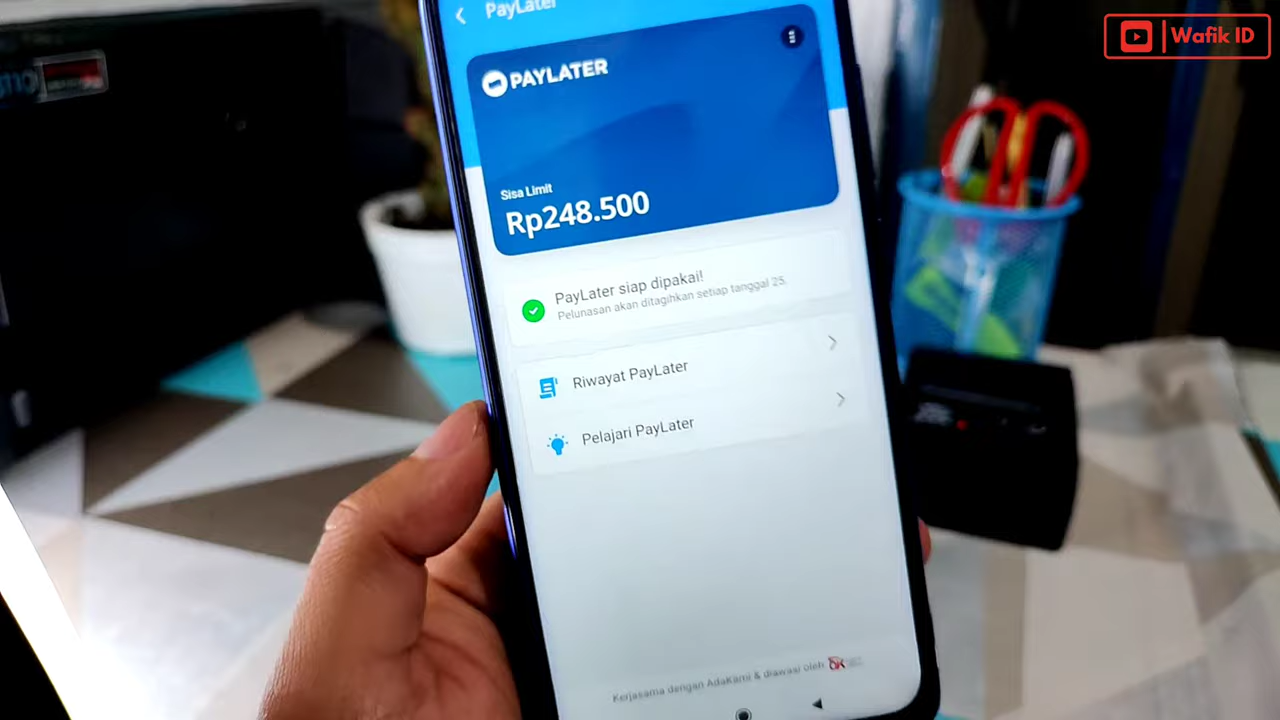 PayLater
Wafik ID
PAYLATER
Sisa Limit
Rp248.500
PayLater siap dipakai!
Pelunasan akan ditagihkan setiap tanggal 25.
Riwayat PayLater
Pelajari PayLater
Kerjasama dengan AdaKami & diawasi oleh